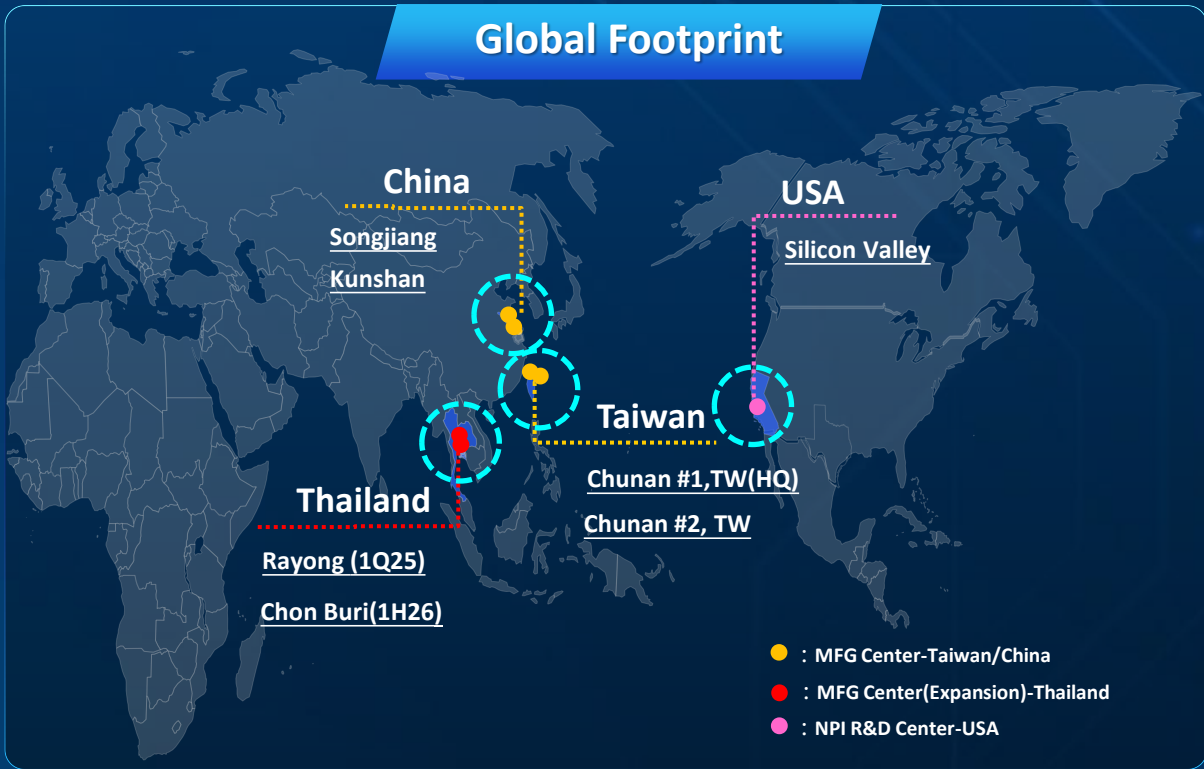 Global Footprint
China
Songjiang
Kunshan
USA
Silicon Valley
Taiwan
Chunan #1,TW(HQ)
Chunan #2, TW
Thailand
Rayong (1Q25)
Chon Buri(1H26)
: MFG Center-Taiwan/China
: MFG Center(Expansion)-Thailand
: NPI R&D Center-USA